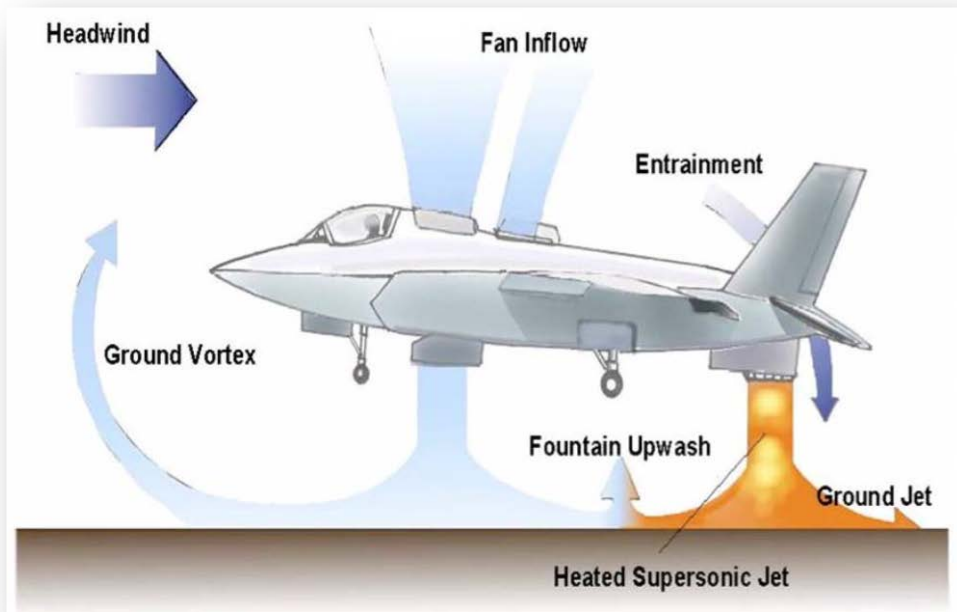 Headwind
Fan Inflow
Entrainment
Ground Vortex
Fountain Upwash
Ground Jet
Heated Supersonic Jet